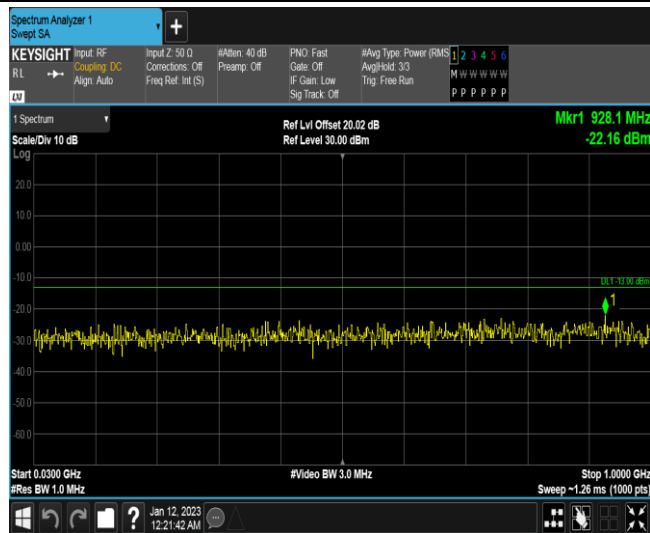 Spectrum Analyzer 1
Swept SA
+
KEYSIGHT
RL
LXI
Input: RF
Coupling: DC
Align: Auto
Input Z: 50 Ω
Corrections: Off
Freq Ref: Int (S)
#Atten: 40 dB
Preamp: Off
PNO: Fast
Gate: Off
IF Gain: Low
Sig Track: Off
#Avg Type: Power (RMS
Avg|Hold: 3/3
Trig: Free Run
1 2 3 4 5 6
M W W W W W
P P P P P P
1 Spectrum
Scale/Div 10 dB
Log
Ref Lvl Offset 20.02 dB
Ref Level 30.00 dBm
Mkr1 928.1 MHz
-22.16 dBm
20.0
10.0
0.00
-10.0
DL1 -13.00 dBm
1
-20.0
-30.0
-40.0
-50.0
-60.0
Start 0.0300 GHz
#Res BW 1.0 MHz
#Video BW 3.0 MHz
Stop 1.0000 GHz
Sweep ~1.26 ms (1000 pts)
?
Jan 12, 2023
12:21:42 AM